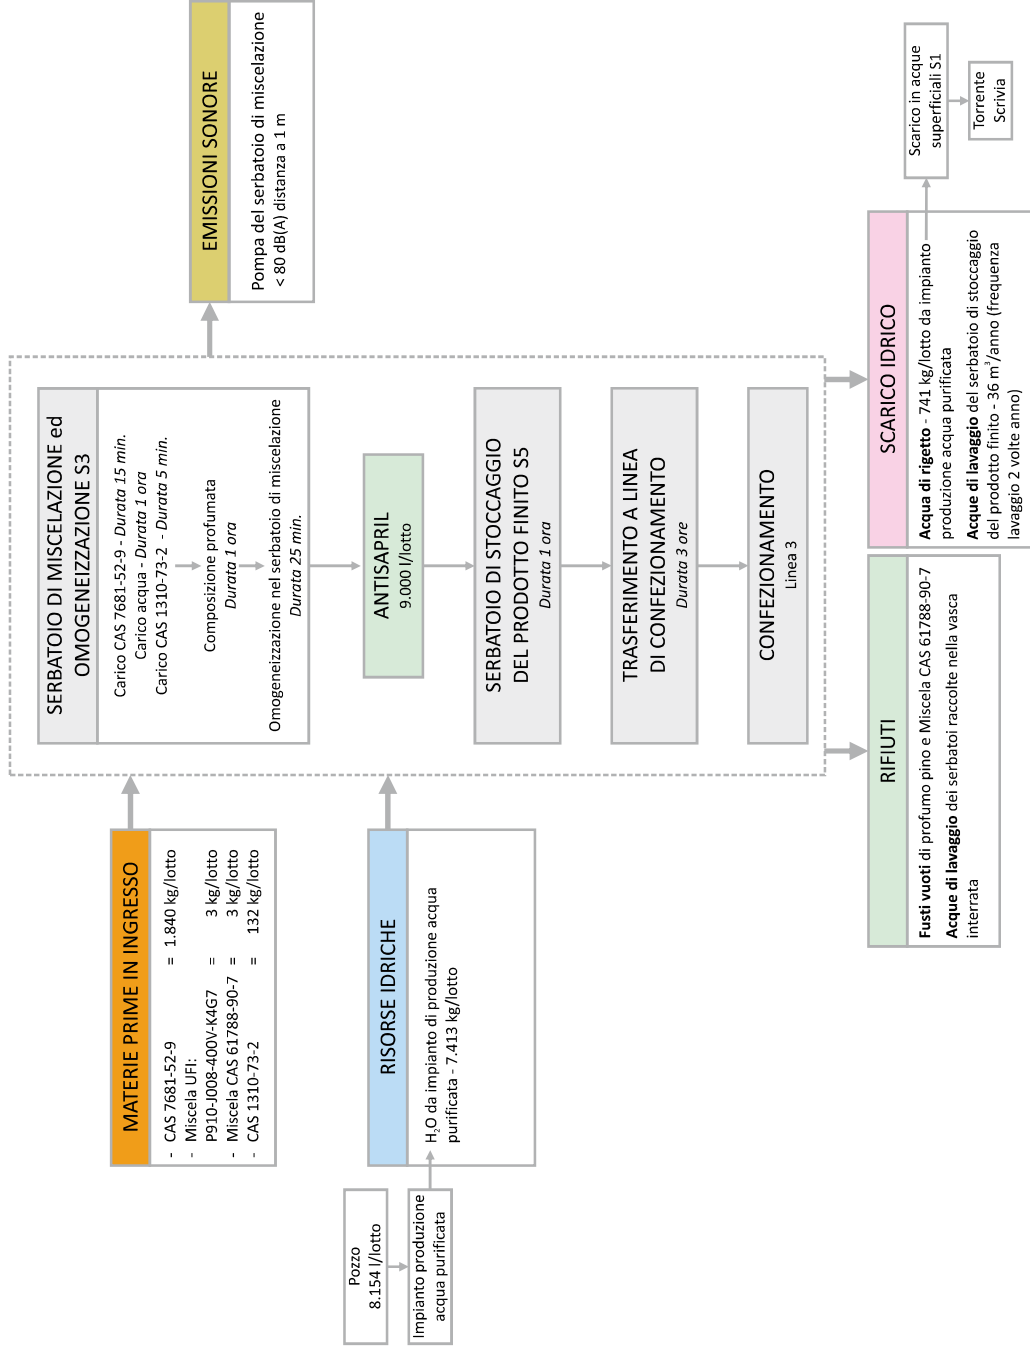 MATERIE PRIME IN INGRESSO
- CAS 7681-52-9 = 1.840 kg/lotto
- Miscela UFI:
P910-J008-400V-K4G7 = 3 kg/lotto
- Miscela CAS 61788-90-7 = 3 kg/lotto
- CAS 1310-73-2 = 132 kg/lotto
Pozzo
8.154 l/lotto
Impianto produzione
acqua purificata
RISORSE IDRICHE
H₂O da impianto di produzione acqua
purificata - 7.413 kg/lotto
SERBATOIO DI MISCELAZIONE ed
OMOGENEIZZAZIONE S3
Carico CAS 7681-52-9 - Durata 15 min.
Carico acqua - Durata 1 ora
Carico CAS 1310-73-2 - Durata 5 min.
Composizione profumata
Durata 1 ora
Omogeneizzazione nel serbatoio di miscelazione
Durata 25 min.
ANTISAPRIL
9.000 l/lotto
SERBATOIO DI STOCCAGGIO
DEL PRODOTTO FINITO S5
Durata 1 ora
TRASFERIMENTO A LINEA
DI CONFEZIONAMENTO
Durata 3 ore
CONFEZIONAMENTO
Linea 3
EMISSIONI SONORE
Pompa del serbatoio di miscelazione
< 80 dB(A) distanza a 1 m
RIFIUTI
Fusti vuoti di profumo pino e Miscela CAS 61788-90-7
Acque di lavaggio dei serbatoi raccolte nella vasca
interrata
SCARICO IDRICO
Acqua di rigetto - 741 kg/lotto da impianto
produzione acqua purificata
Acque di lavaggio del serbatoio di stoccaggio
del prodotto finito - 36 m³/anno (frequenza
lavaggio 2 volte anno)
Scarico in acque
superficiali S1
Torrente
Scrivia